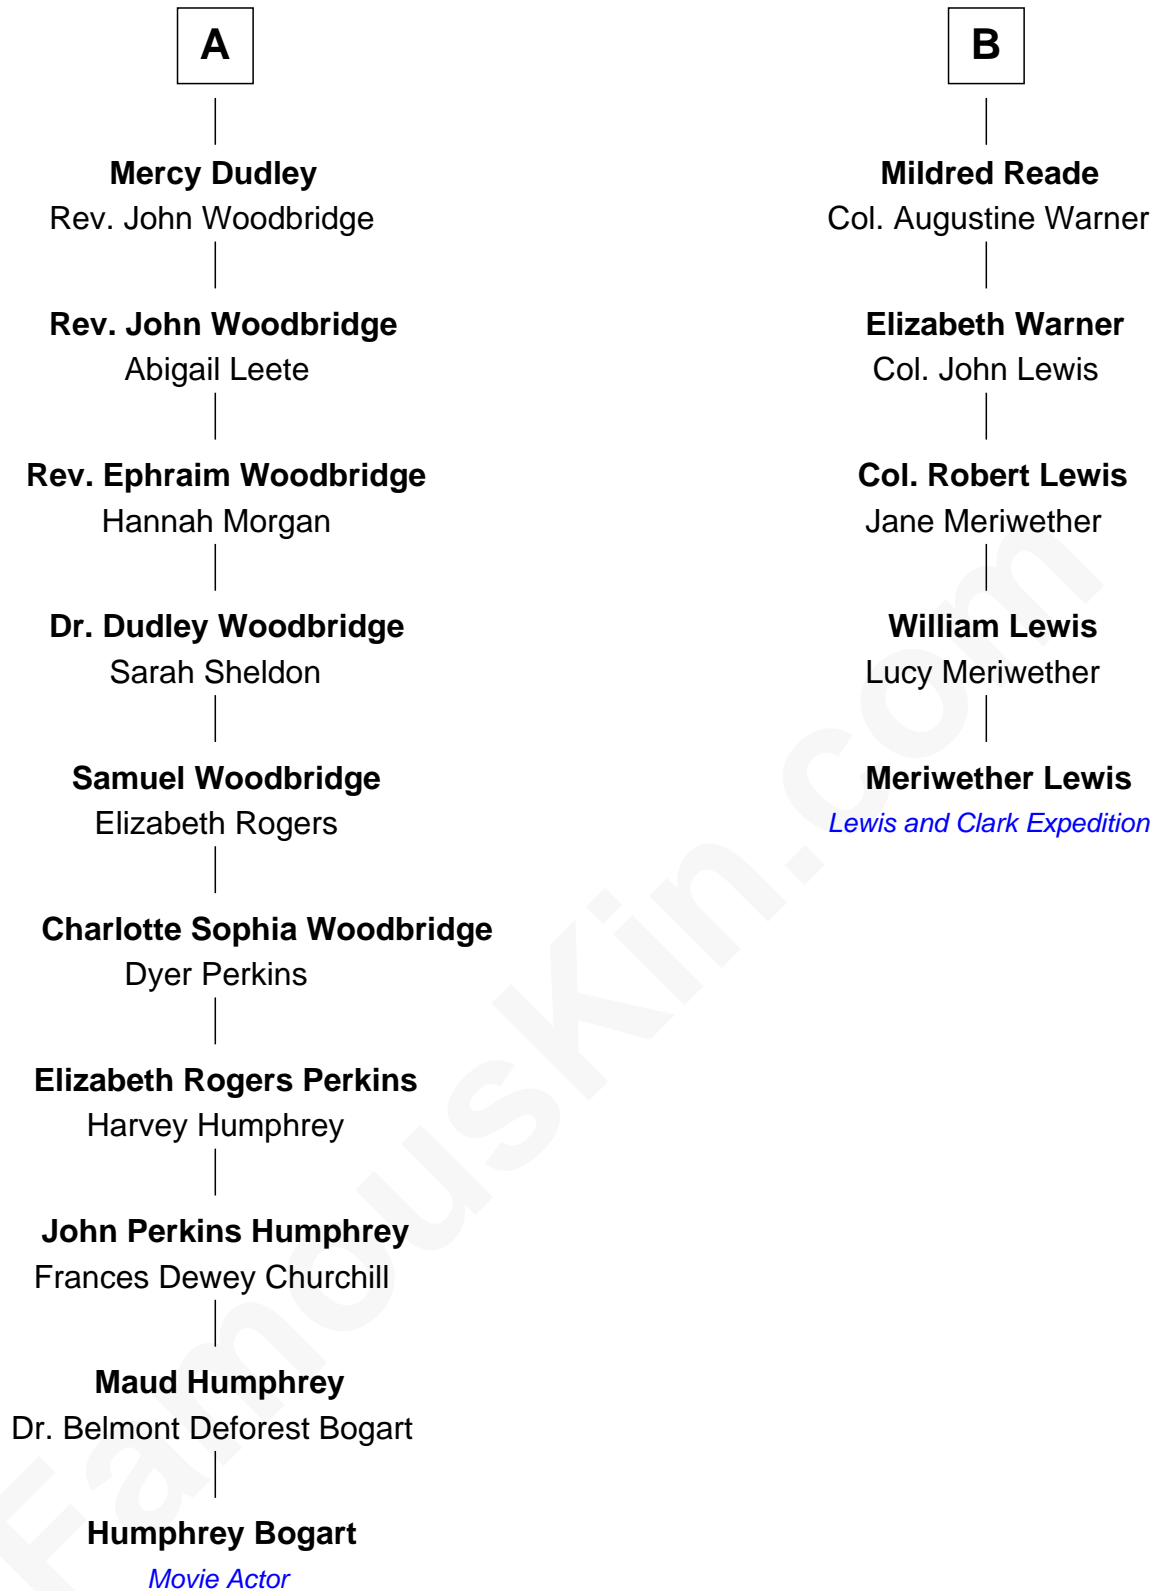 A
Mercy Dudley
Rev. John Woodbridge
Rev. John Woodbridge
Abigail Leete
Rev. Ephraim Woodbridge
Hannah Morgan
Dr. Dudley Woodbridge
Sarah Sheldon
Samuel Woodbridge
Elizabeth Rogers
Charlotte Sophia Woodbridge
Dyer Perkins
Elizabeth Rogers Perkins
Harvey Humphrey
John Perkins Humphrey
Frances Dewey Churchill
Maud Humphrey
Dr. Belmont Deforest Bogart
Humphrey Bogart
Movie Actor
B
Mildred Reade
Col. Augustine Warner
Elizabeth Warner
Col. John Lewis
Col. Robert Lewis
Jane Meriwether
William Lewis
Lucy Meriwether
Meriwether Lewis
Lewis and Clark Expedition
FamousKin.com